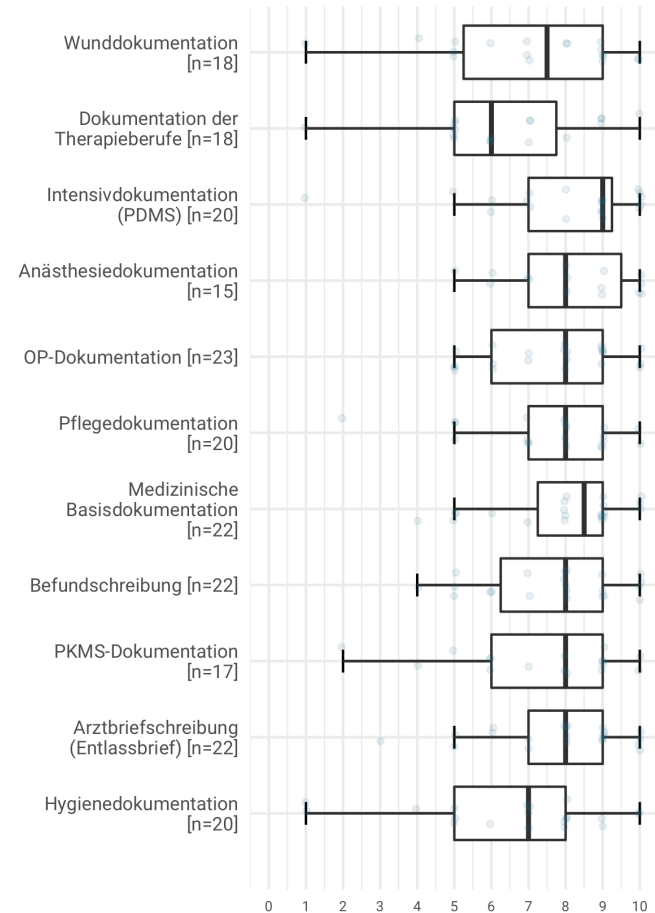 Wunddokumentation
[n=18]
Dokumentation der
Therapieberufe [n=18]
Intensivdokumentation
(PDMS) [n=20]
Anästhesiedokumentation
[n=15]
OP-Dokumentation [n=23]
Pflegedokumentation
[n=20]
Medizinische
Basisdokumentation
[n=22]
Befundschreibung [n=22]
PKMS-Dokumentation
[n=17]
Arztbriefschreibung
(Entlassbrief) [n=22]
Hygienedokumentation
[n=20]
0 1 2 3 4 5 6 7 8 9 10